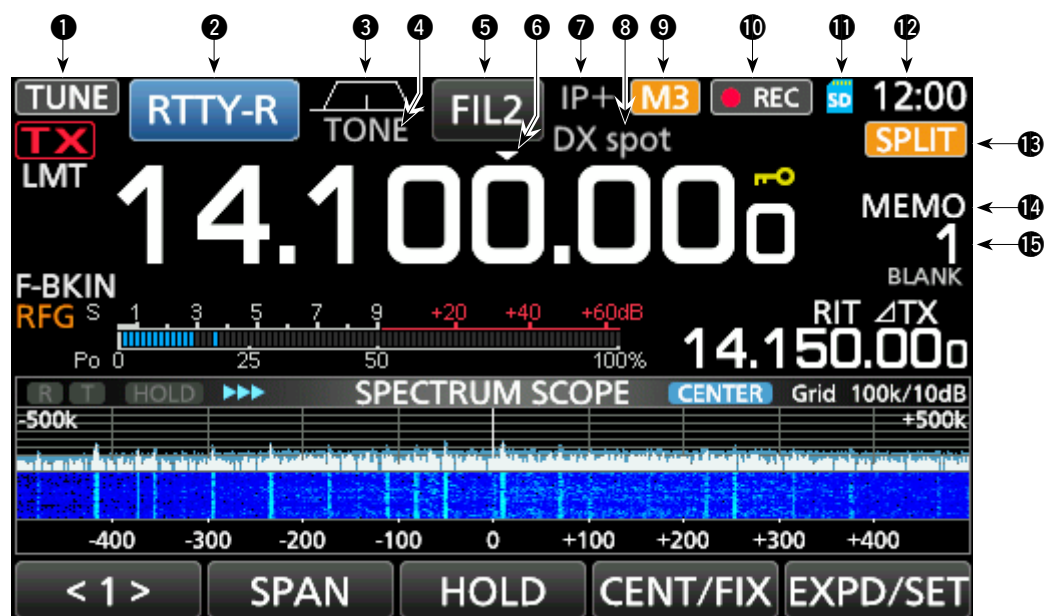 ❶ ❷ ❸ ❹ ❺ ❻ ❼ ❽ ❾ ❿ ⓫ ⓬
TUNE RTTY-R TONE FIL2 IP+ M3 REC SD 12:00
TX DX spot SPLIT ⓭
LMT 14.100.000 MEMO ⓮
1 ⓯
F-BKIN BLANK
RFG S 1 3 5 7 9 +20 +40 +60dB RIT ⊿TX
Po 0 25 50 100% 14.150.000
R T HOLD SPECTRUM SCOPE CENTER Grid 100k/10dB
-500k +500k
-400 -300 -200 -100 0 +100 +200 +300 +400
< 1 > SPAN HOLD CENT/FIX EXPD/SET